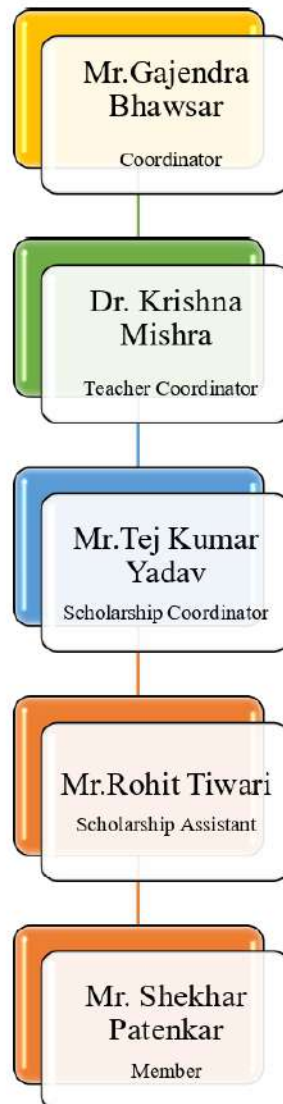 Mr.Gajendra
Bhawsar
Coordinator
Dr. Krishna
Mishra
Teacher Coordinator
Mr.Tej Kumar
Yadav
Scholarship Coordinator
Mr.Rohit Tiwari
Scholarship Assistant
Mr. Shekhar
Patenkar
Member